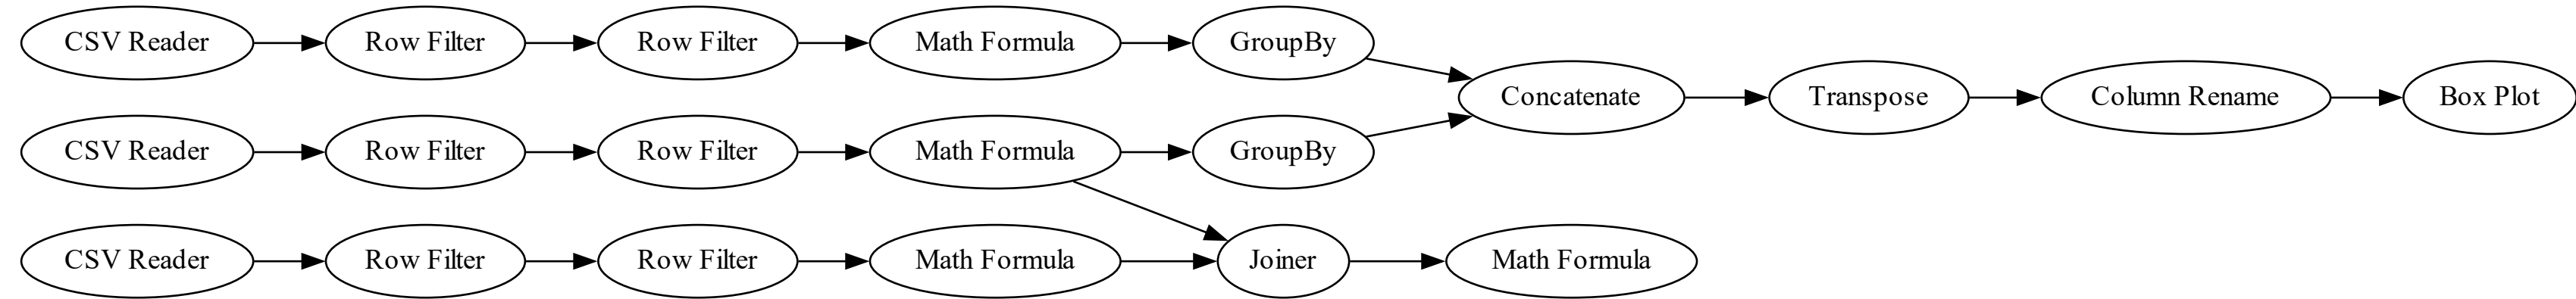 CSV Reader
Row Filter
Row Filter
Math Formula
GroupBy
Concatenate
Transpose
Column Rename
Box Plot
CSV Reader
Row Filter
Row Filter
Math Formula
GroupBy
CSV Reader
Row Filter
Row Filter
Math Formula
Joiner
Math Formula